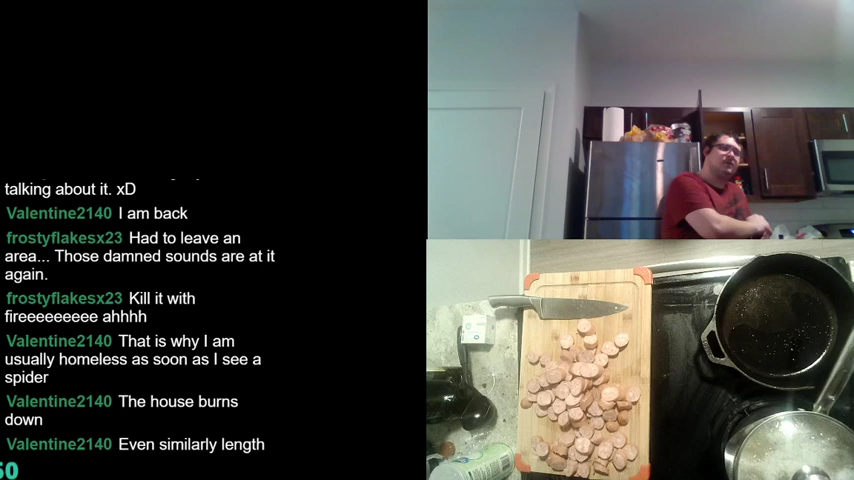 talking about it. xD
Valentine2140 I am back
frostyflakesx23 Had to leave an
area... Those damned sounds are at it
again.
frostyflakesx23 Kill it with
fireeeeeeeee ahhhh
Valentine2140 That is why I am
usually homeless as soon as I see a
spider
Valentine2140 The house burns
down
Valentine2140 Even similarly length
50